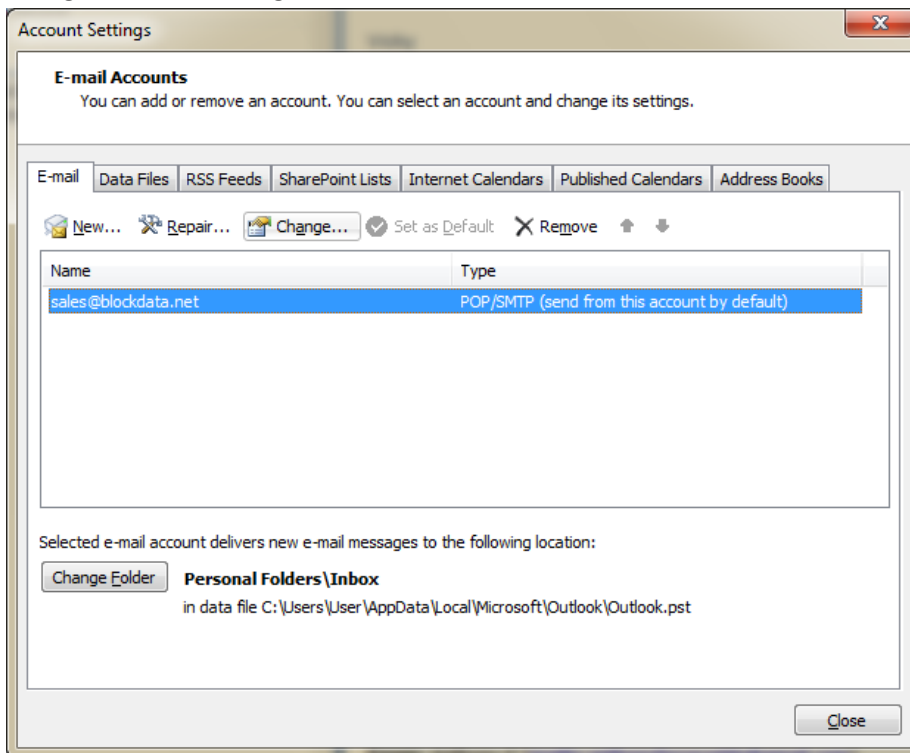 Account Settings
E-mail Accounts
You can add or remove an account. You can select an account and change its settings.
E-mail Data Files RSS Feeds SharePoint Lists Internet Calendars Published Calendars Address Books
New... Repair... Change... Set as Default Remove
Name Type
sales@blockdata.net POP/SMTP (send from this account by default)
Selected e-mail account delivers new e-mail messages to the following location:
Change Folder Personal Folders\Inbox
in data file C:\Users\User\AppData\Local\Microsoft\Outlook\Outlook.pst
Close